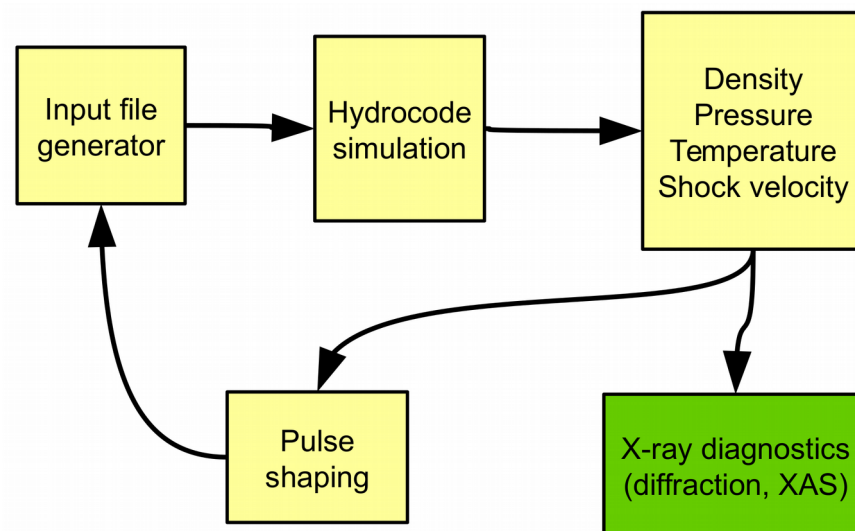 Input file
generator
Hydrocode
simulation
Density
Pressure
Temperature
Shock velocity
Pulse
shaping
X-ray diagnostics
(diffraction, XAS)